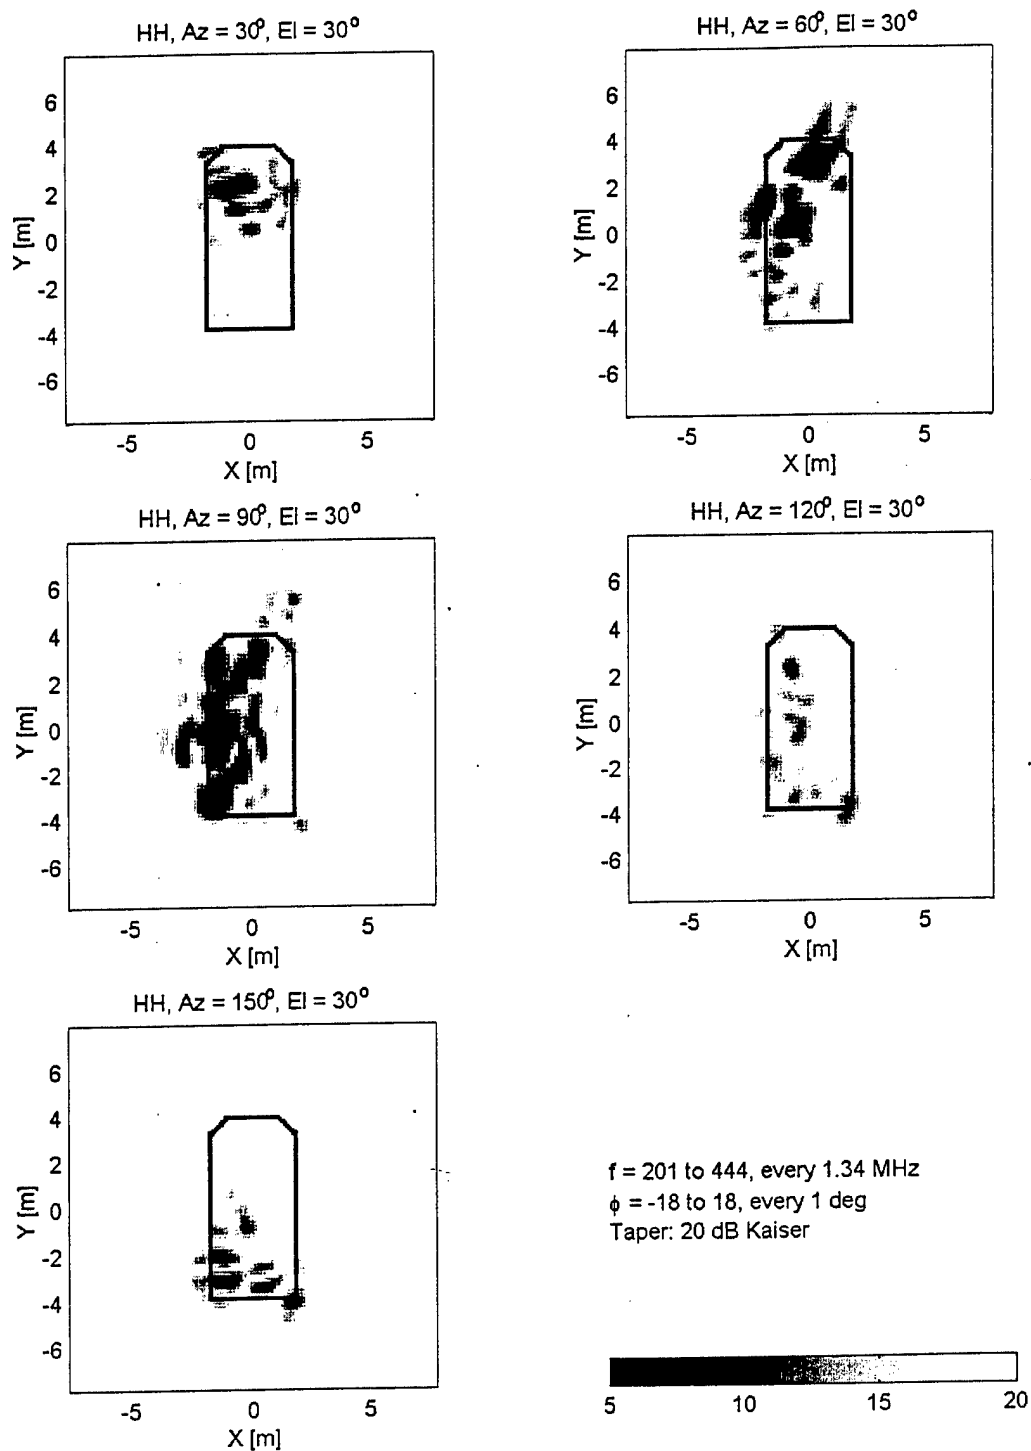 HH, Az = 30°, El = 30°
6
4
2
0
-2
-4
-6
Y [m]
-5 0 5
X [m]
HH, Az = 60°, El = 30°
6
4
2
0
-2
-4
-6
Y [m]
-5 0 5
X [m]
HH, Az = 90°, El = 30°
6
4
2
0
-2
-4
-6
Y [m]
-5 0 5
X [m]
HH, Az = 120°, El = 30°
6
4
2
0
-2
-4
-6
Y [m]
-5 0 5
X [m]
HH, Az = 150°, El = 30°
6
4
2
0
-2
-4
-6
Y [m]
-5 0 5
X [m]
f = 201 to 444, every 1.34 MHz
ϕ = -18 to 18, every 1 deg
Taper: 20 dB Kaiser
5 10 15 20